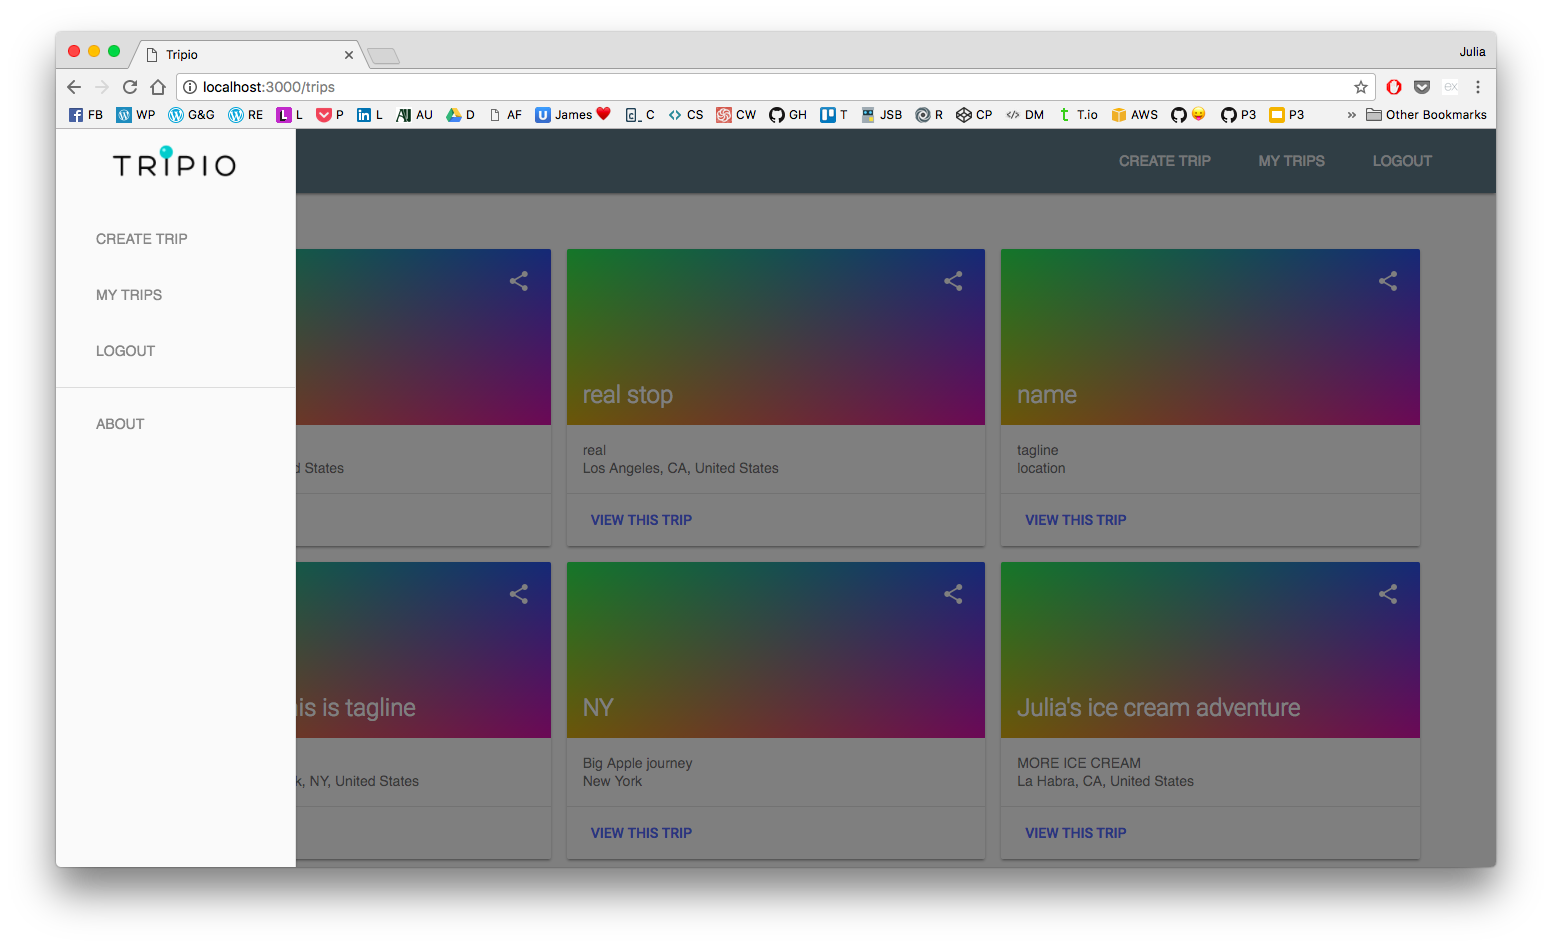 Tripio
Julia
localhost:3000/trips
FB WP G&G RE L P L AU D AF James C CS CW GH T JSB R CP DM T.io AWS P3 P3 » Other Bookmarks
TRIPIO
CREATE TRIP MY TRIPS LOGOUT
CREATE TRIP
MY TRIPS
LOGOUT
ABOUT
States
real stop
real
Los Angeles, CA, United States
VIEW THIS TRIP
name
tagline
location
VIEW THIS TRIP
is is tagline
, NY, United States
NY
Big Apple journey
New York
VIEW THIS TRIP
Julia's ice cream adventure
MORE ICE CREAM
La Habra, CA, United States
VIEW THIS TRIP